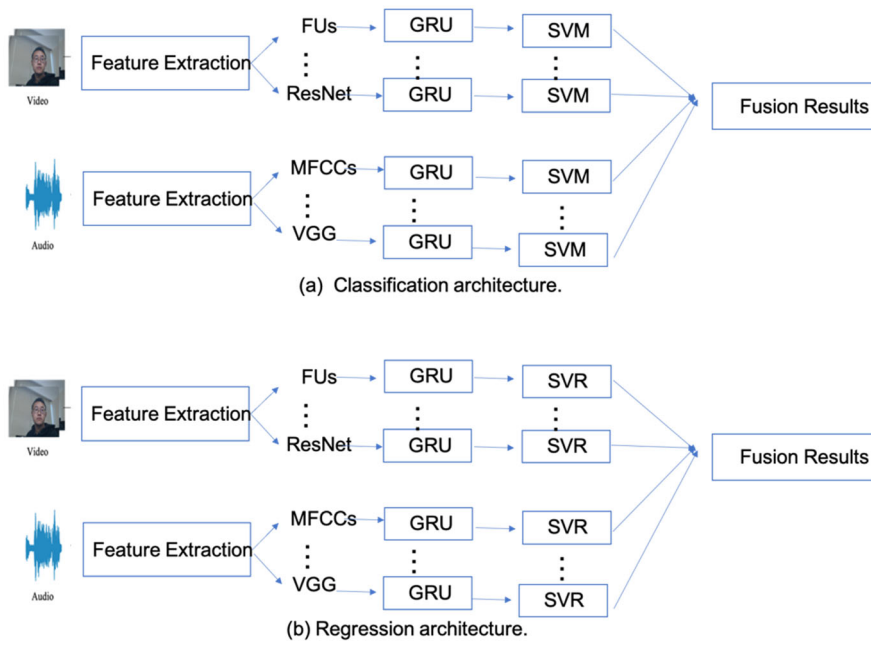 FUs GRU SVM
Video Feature Extraction
ResNet GRU SVM
Fusion Results
MFCCs GRU SVM
Audio Feature Extraction
VGG GRU SVM
(a) Classification architecture.
FUs GRU SVR
Video Feature Extraction
ResNet GRU SVR
Fusion Results
MFCCs GRU SVR
Audio Feature Extraction
VGG GRU SVR
(b) Regression architecture.